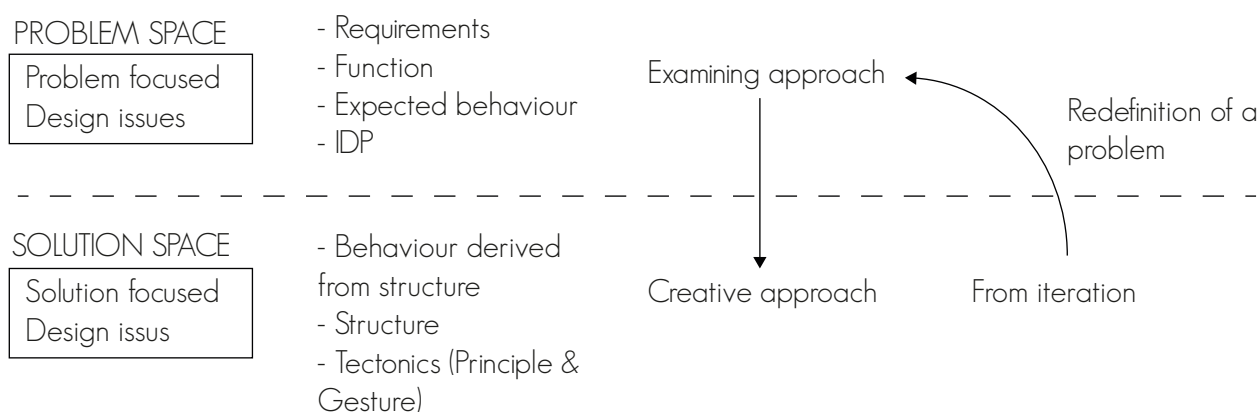 PROBLEM SPACE
Problem focused
Design issues
- Requirements
- Function
- Expected behaviour
- IDP
Examining approach
Redefinition of a
problem
SOLUTION SPACE
Solution focused
Design issus
- Behaviour derived
from structure
- Structure
- Tectonics (Principle &
Gesture)
Creative approach
From iteration